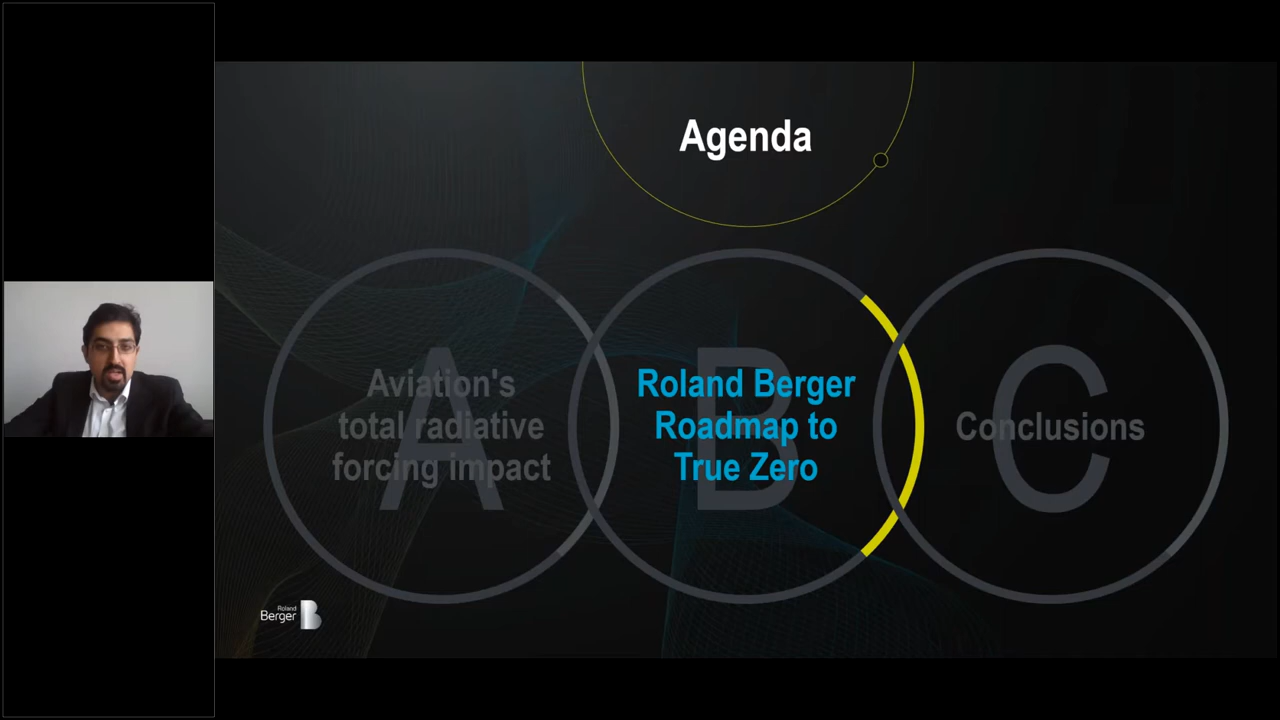 Agenda
A
Aviation's
total radiative
forcing impact
B
Roland Berger
Roadmap to
True Zero
C
Conclusions
Roland
Berger
B